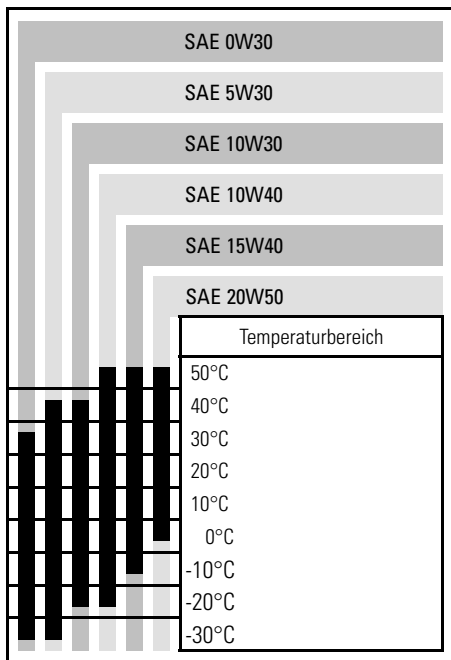 SAE 0W30
SAE 5W30
SAE 10W30
SAE 10W40
SAE 15W40
SAE 20W50
Temperaturbereich
50°C
40°C
30°C
20°C
10°C
0°C
-10°C
-20°C
-30°C